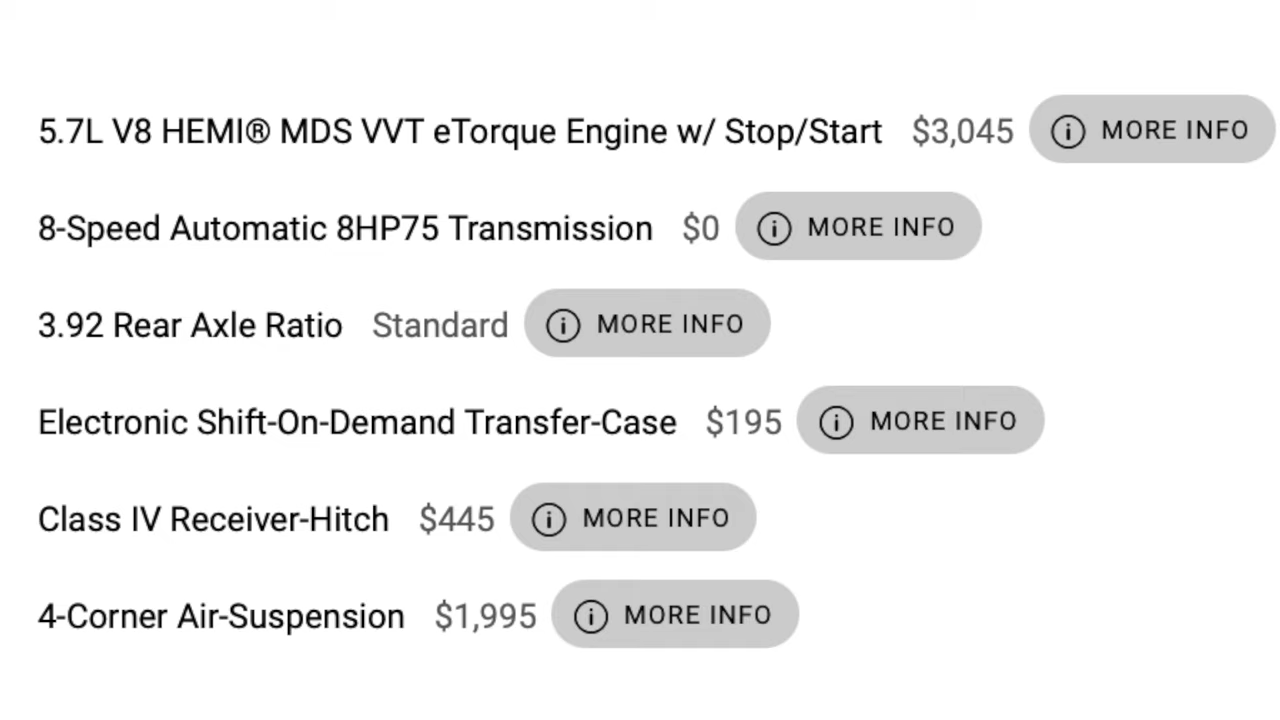 5.7L V8 HEMI® MDS VVT eTorque Engine w/ Stop/Start $3,045 MORE INFO
8-Speed Automatic 8HP75 Transmission $0 MORE INFO
3.92 Rear Axle Ratio Standard MORE INFO
Electronic Shift-On-Demand Transfer-Case $195 MORE INFO
Class IV Receiver-Hitch $445 MORE INFO
4-Corner Air-Suspension $1,995 MORE INFO